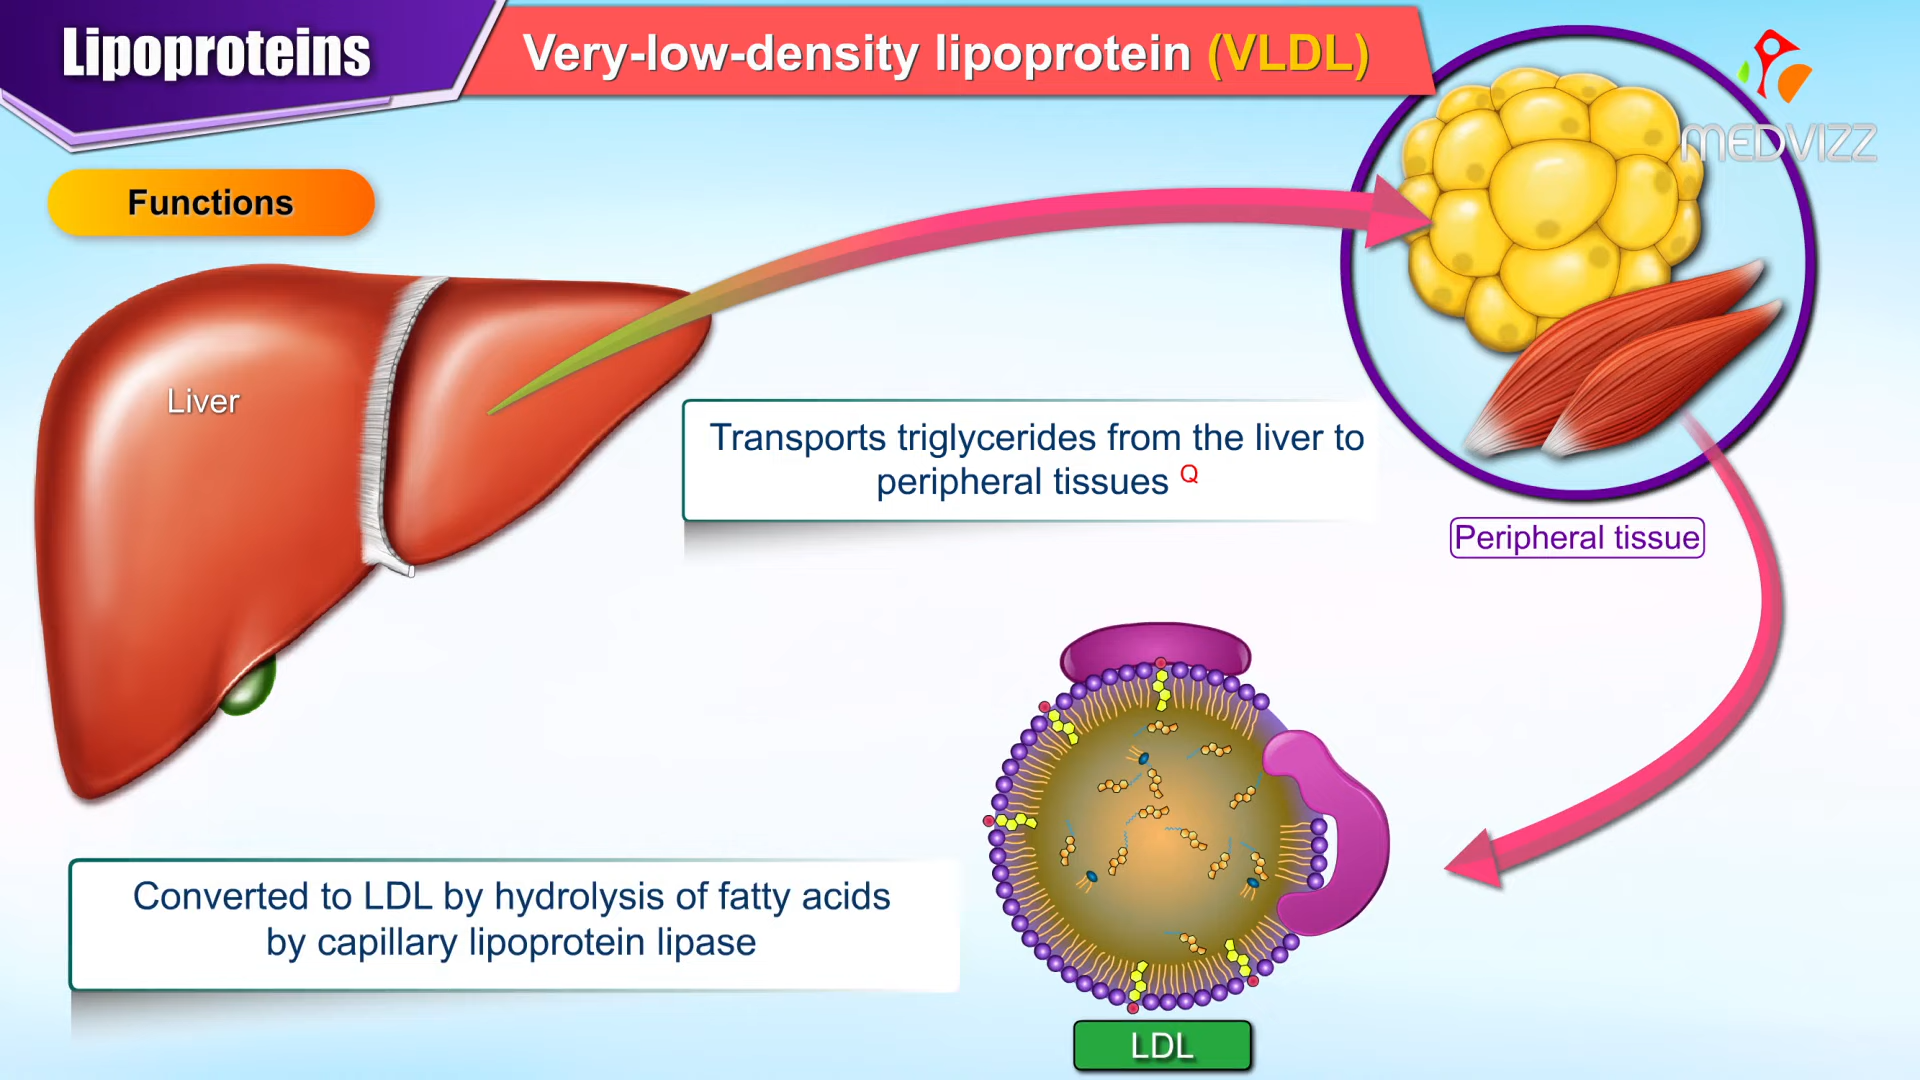 Lipoproteins
Very-low-density lipoprotein (VLDL)
MEDVIZZ
Functions
Liver
Transports triglycerides from the liver to
peripheral tissues Q
Peripheral tissue
Converted to LDL by hydrolysis of fatty acids
by capillary lipoprotein lipase
LDL